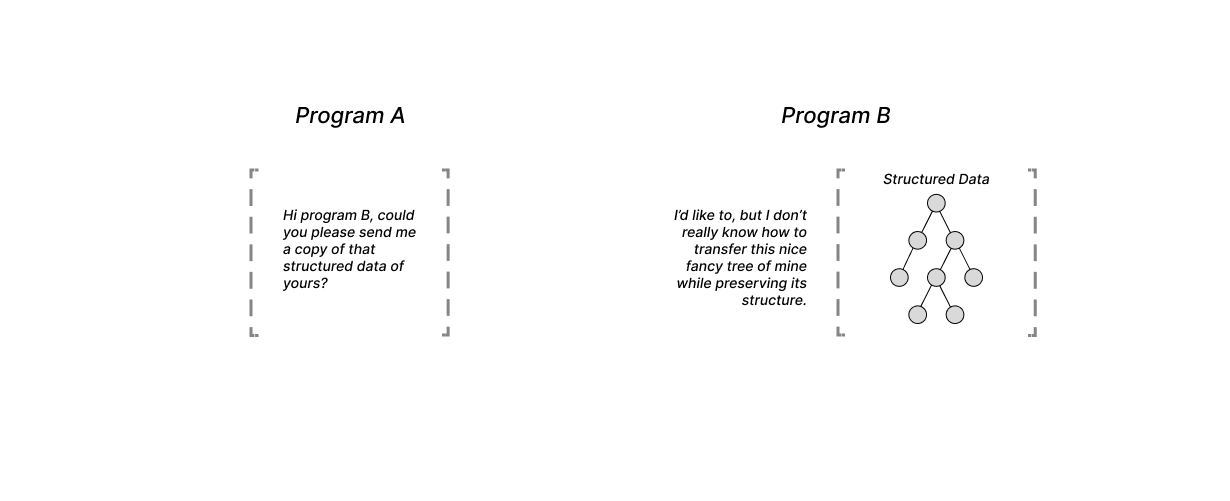 Program A
Hi program B, could
you please send me
a copy of that
structured data of
yours?
Program B
I'd like to, but I don't
really know how to
transfer this nice
fancy tree of mine
while preserving its
structure.
Structured Data